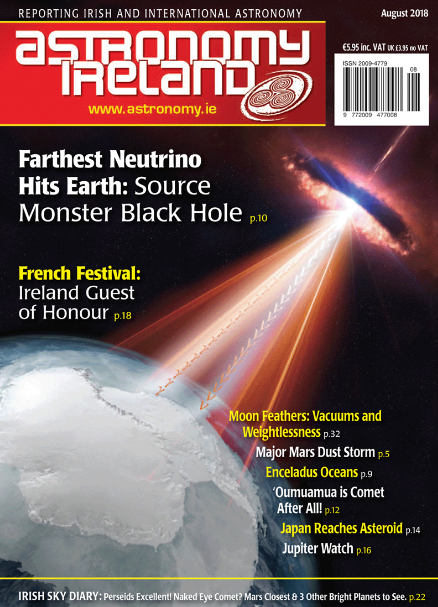 REPORTING IRISH AND INTERNATIONAL ASTRONOMY
August 2018
ASTRONOMY
IRELAND
www.astronomy.ie
€5.95 inc. VAT UK £3.95 no VAT
ISSN 2009-4779
08
9 772009 477008
Farthest Neutrino
Hits Earth: Source
Monster Black Hole p.10
French Festival:
Ireland Guest
of Honour p.18
Moon Feathers: Vacuums and
Weightlessness p.32
Major Mars Dust Storm p.5
Enceladus Oceans p.9
‘Oumuamua is Comet
After All! p.12
Japan Reaches Asteroid p.14
Jupiter Watch p.16
IRISH SKY DIARY: Perseids Excellent! Naked Eye Comet? Mars Closest & 3 Other Bright Planets to See. p.22